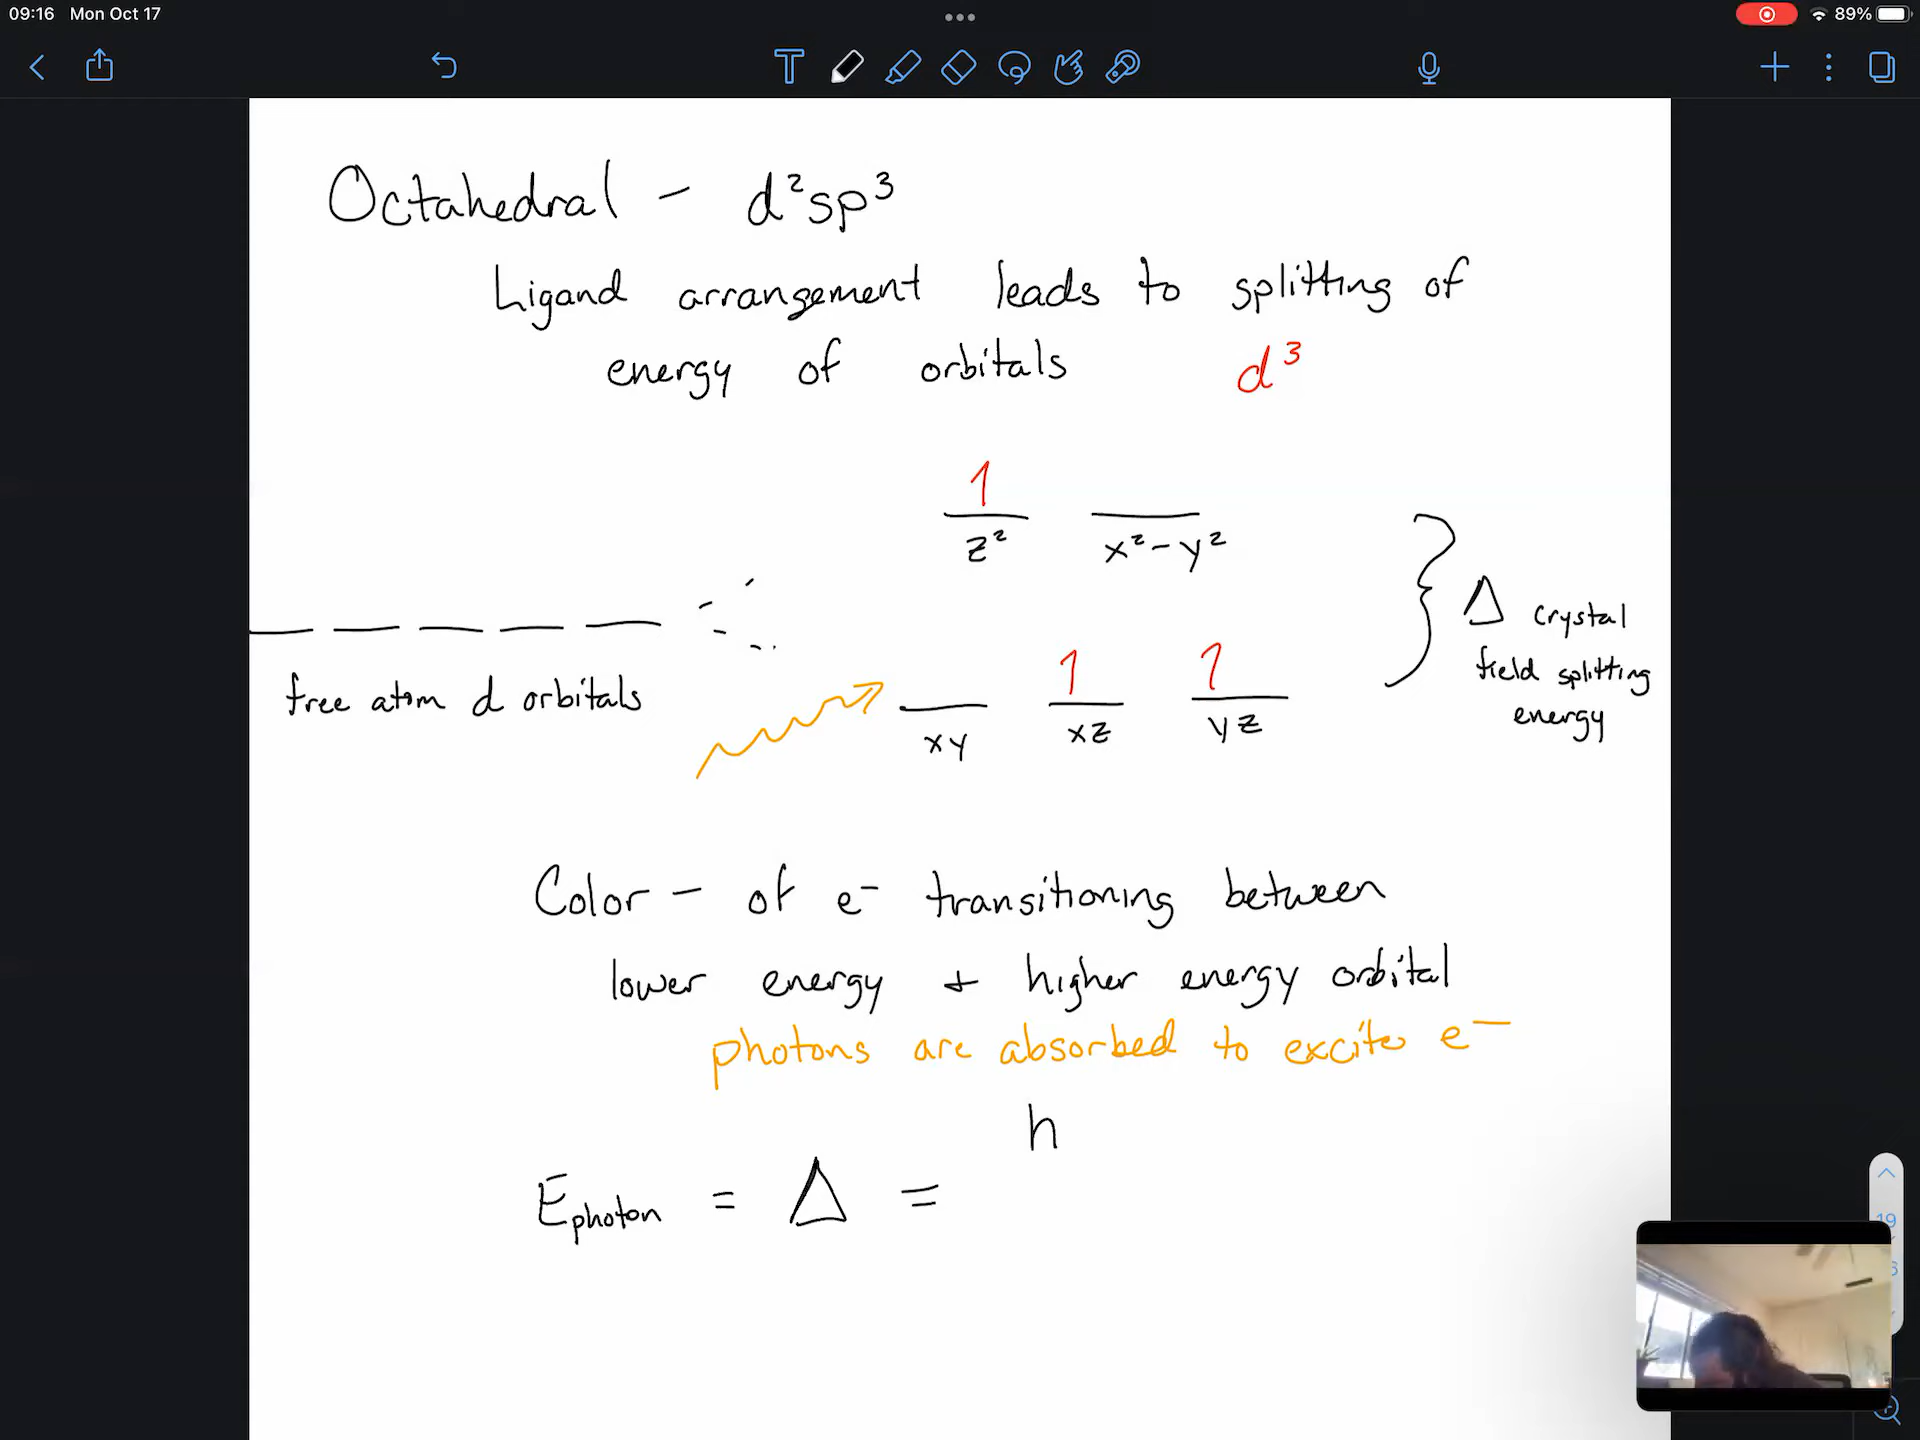 09:16 Mon Oct 17
89%
Octahedral - d²sp³
Ligand arrangement leads to splitting of
energy of orbitals d³
1
z² x²-y²
Δ crystal
field splitting
energy
free atom d orbitals
1 1
xy xz yz
Color - of e⁻ transitioning between
lower energy + higher energy orbital
photons are absorbed to excite e⁻
h
Ephoton = Δ =
19